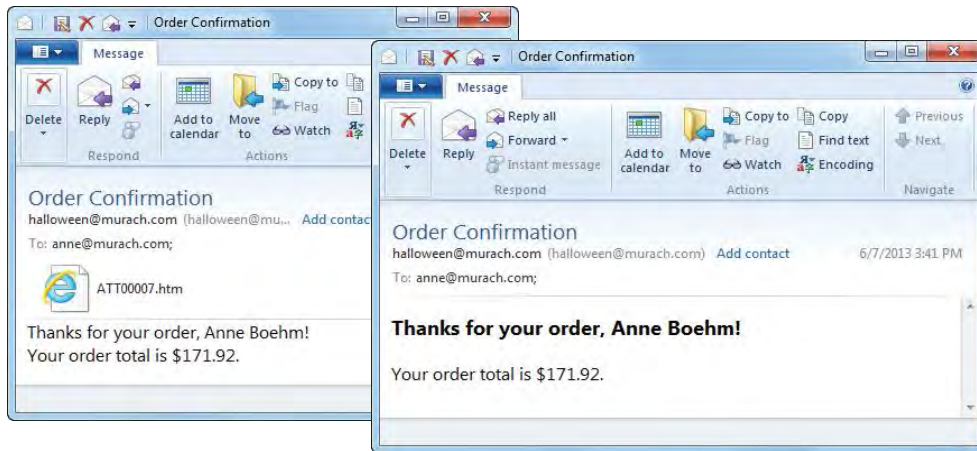 Order Confirmation
Message
Delete
Reply
Add to calendar
Move to
Copy to
Flag
Watch
Respond
Actions
Order Confirmation
halloween@murach.com (halloween@mu... Add contac
To: anne@murach.com;
ATT00007.htm
Thanks for your order, Anne Boehm!
Your order total is $171.92.
Order Confirmation
Message
Delete
Reply
Reply all
Forward
Instant message
Add to calendar
Move to
Copy to
Flag
Watch
Copy
Find text
Encoding
Previous
Next
Respond
Actions
Navigate
Order Confirmation
halloween@murach.com (halloween@murach.com) Add contact 6/7/2013 3:41 PM
To: anne@murach.com;
Thanks for your order, Anne Boehm!
Your order total is $171.92.